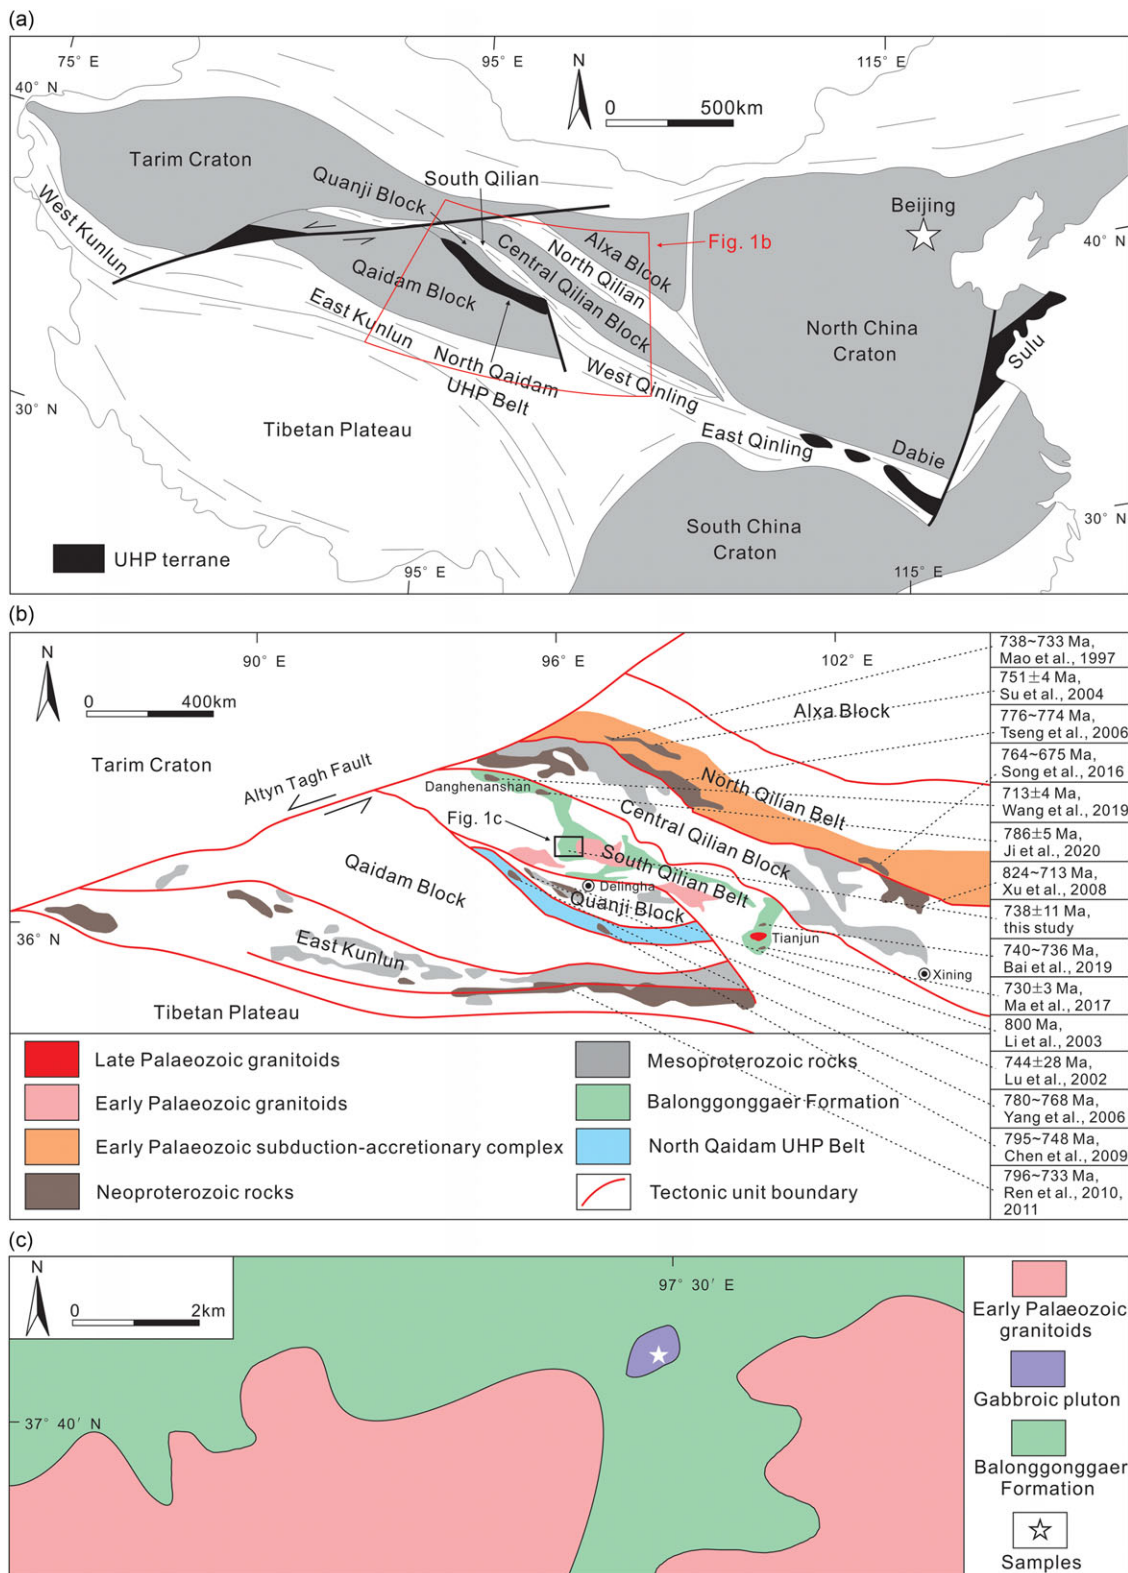 (a)
75° E
95° E
115° E
40° N
N
0 500km
Tarim Craton
South Qilian
Quanji Block
Beijing
West Kunlun
Alxa Blcok
Fig. 1b
40° N
North Qilian
Central Qilian Block
Qaidam Block
East Kunlun
North China
Craton
Sulu
North Qaidam
UHP Belt
West Qinling
30° N
Tibetan Plateau
East Qinling
Dabie
30° N
South China
Craton
UHP terrane
95° E
115° E
(b)
N
90° E
96° E
102° E
0 400km
Alxa Block
Tarim Craton
Altyn Tagh Fault
Danghenanshan
North Qilian Belt
Fig. 1c
Central Qilian Block
South Qilian Belt
Qaidam Block
Delingha
Quanji Block
36° N
East Kunlun
Tianjun
Xining
Tibetan Plateau
738~733 Ma,
Mao et al., 1997
751±4 Ma,
Su et al., 2004
776~774 Ma,
Tseng et al., 2006
764~675 Ma,
Song et al., 2016
713±4 Ma,
Wang et al., 2019
786±5 Ma,
Ji et al., 2020
824~713 Ma,
Xu et al., 2008
738±11 Ma,
this study
740~736 Ma,
Bai et al., 2019
730±3 Ma,
Ma et al., 2017
800 Ma,
Li et al., 2003
744±28 Ma,
Lu et al., 2002
780~768 Ma,
Yang et al., 2006
795~748 Ma,
Chen et al., 2009
796~733 Ma,
Ren et al., 2010,
2011
Late Palaeozoic granitoids
Early Palaeozoic granitoids
Early Palaeozoic subduction-accretionary complex
Neoproterozoic rocks
Mesoproterozoic rocks
Balonggonggaer Formation
North Qaidam UHP Belt
Tectonic unit boundary
(c)
N
0 2km
97° 30′ E
37° 40′ N
Early Palaeozoic
granitoids
Gabbroic pluton
Balonggonggaer
Formation
Samples